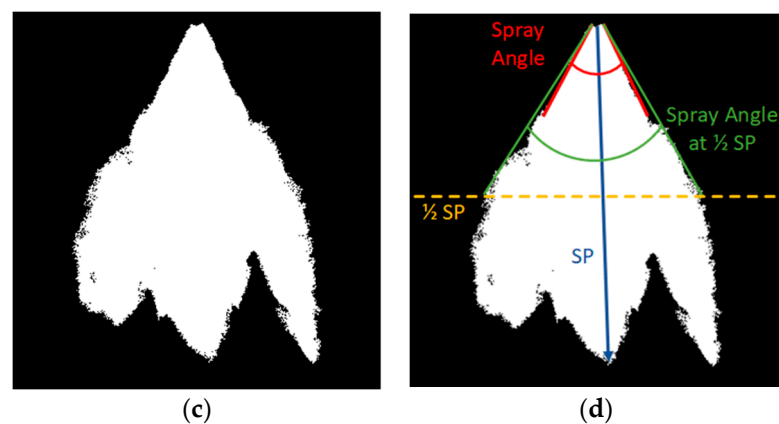 Spray
Angle
Spray Angle
at ½ SP
½ SP
SP
(c)
(d)